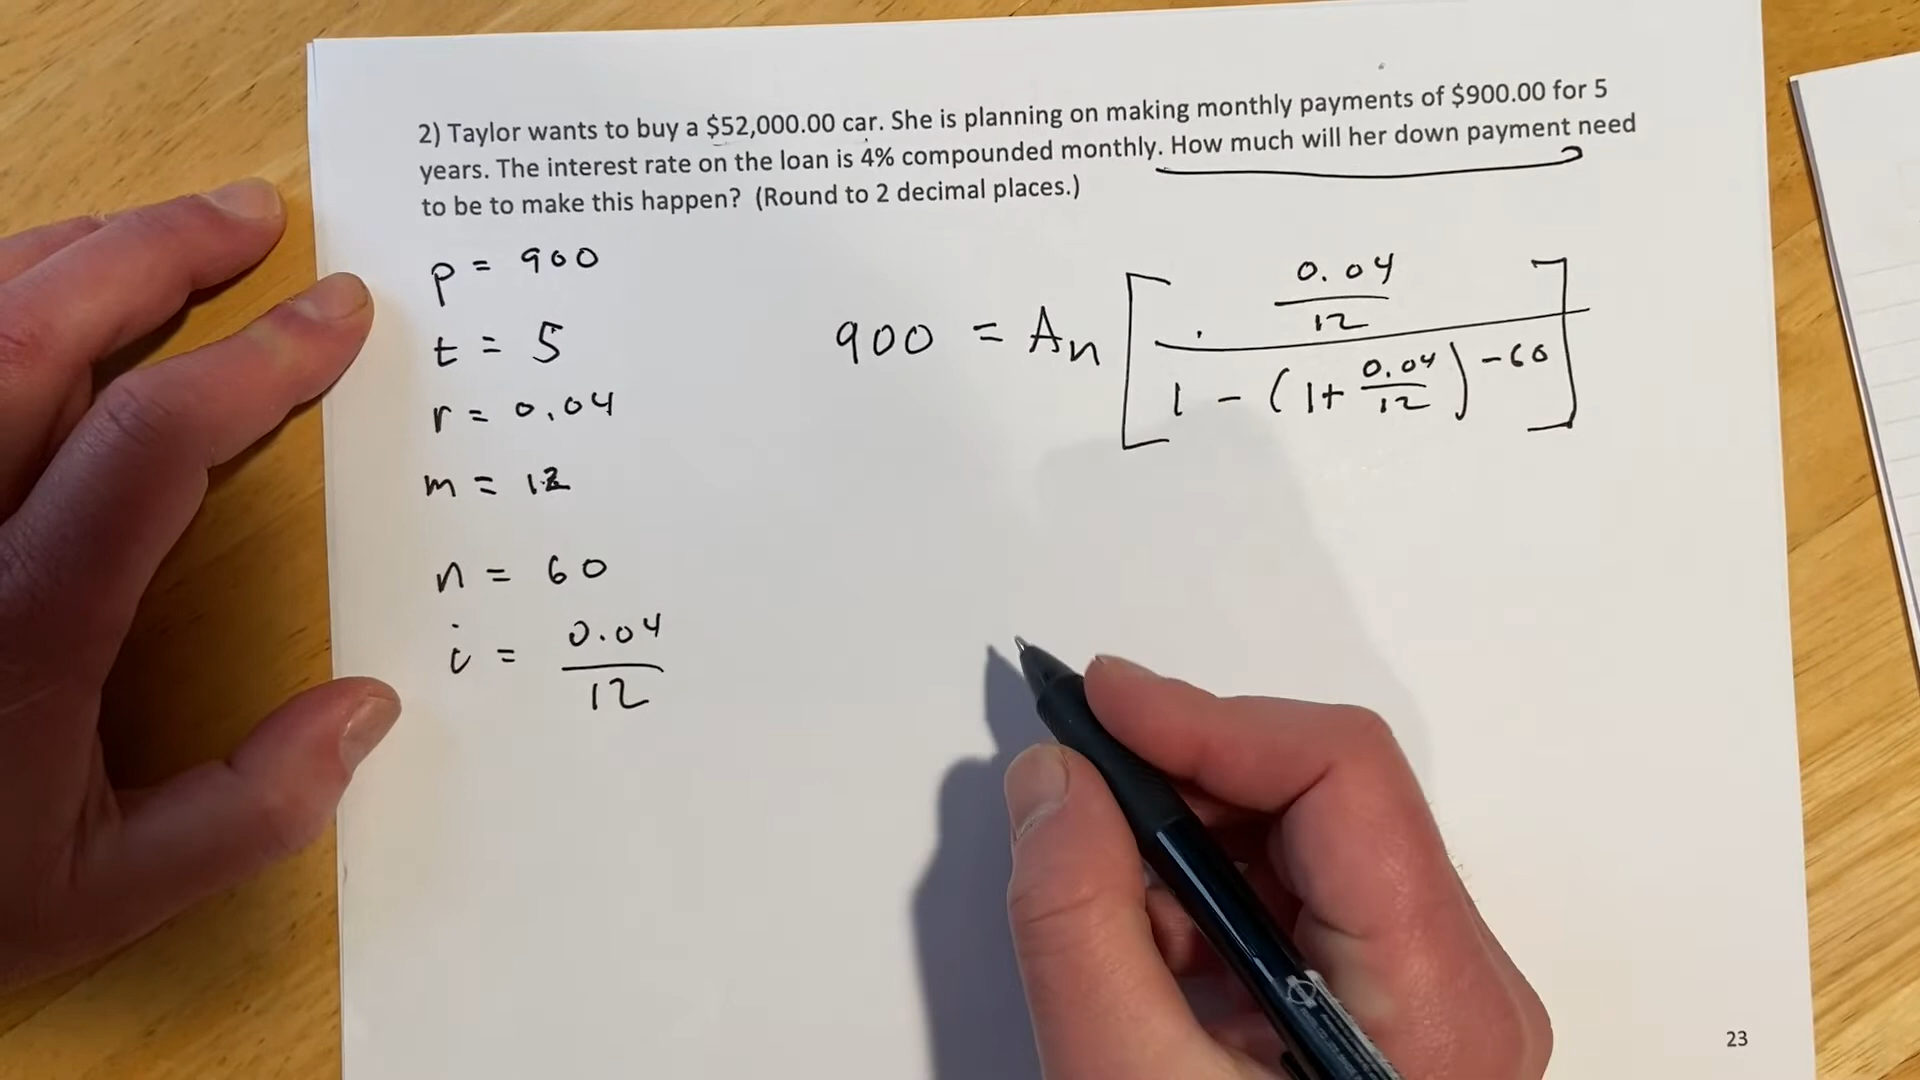 2) Taylor wants to buy a $52,000.00 car. She is planning on making monthly payments of $900.00 for 5
years. The interest rate on the loan is 4% compounded monthly. How much will her down payment need
to be to make this happen? (Round to 2 decimal places.)
p = 900
t = 5
r = 0.04
m = 12
n = 60
i = 0.04
12
900 = An [ 0.04
12
1 - (1 + 0.04
12 ) -60 ]
23